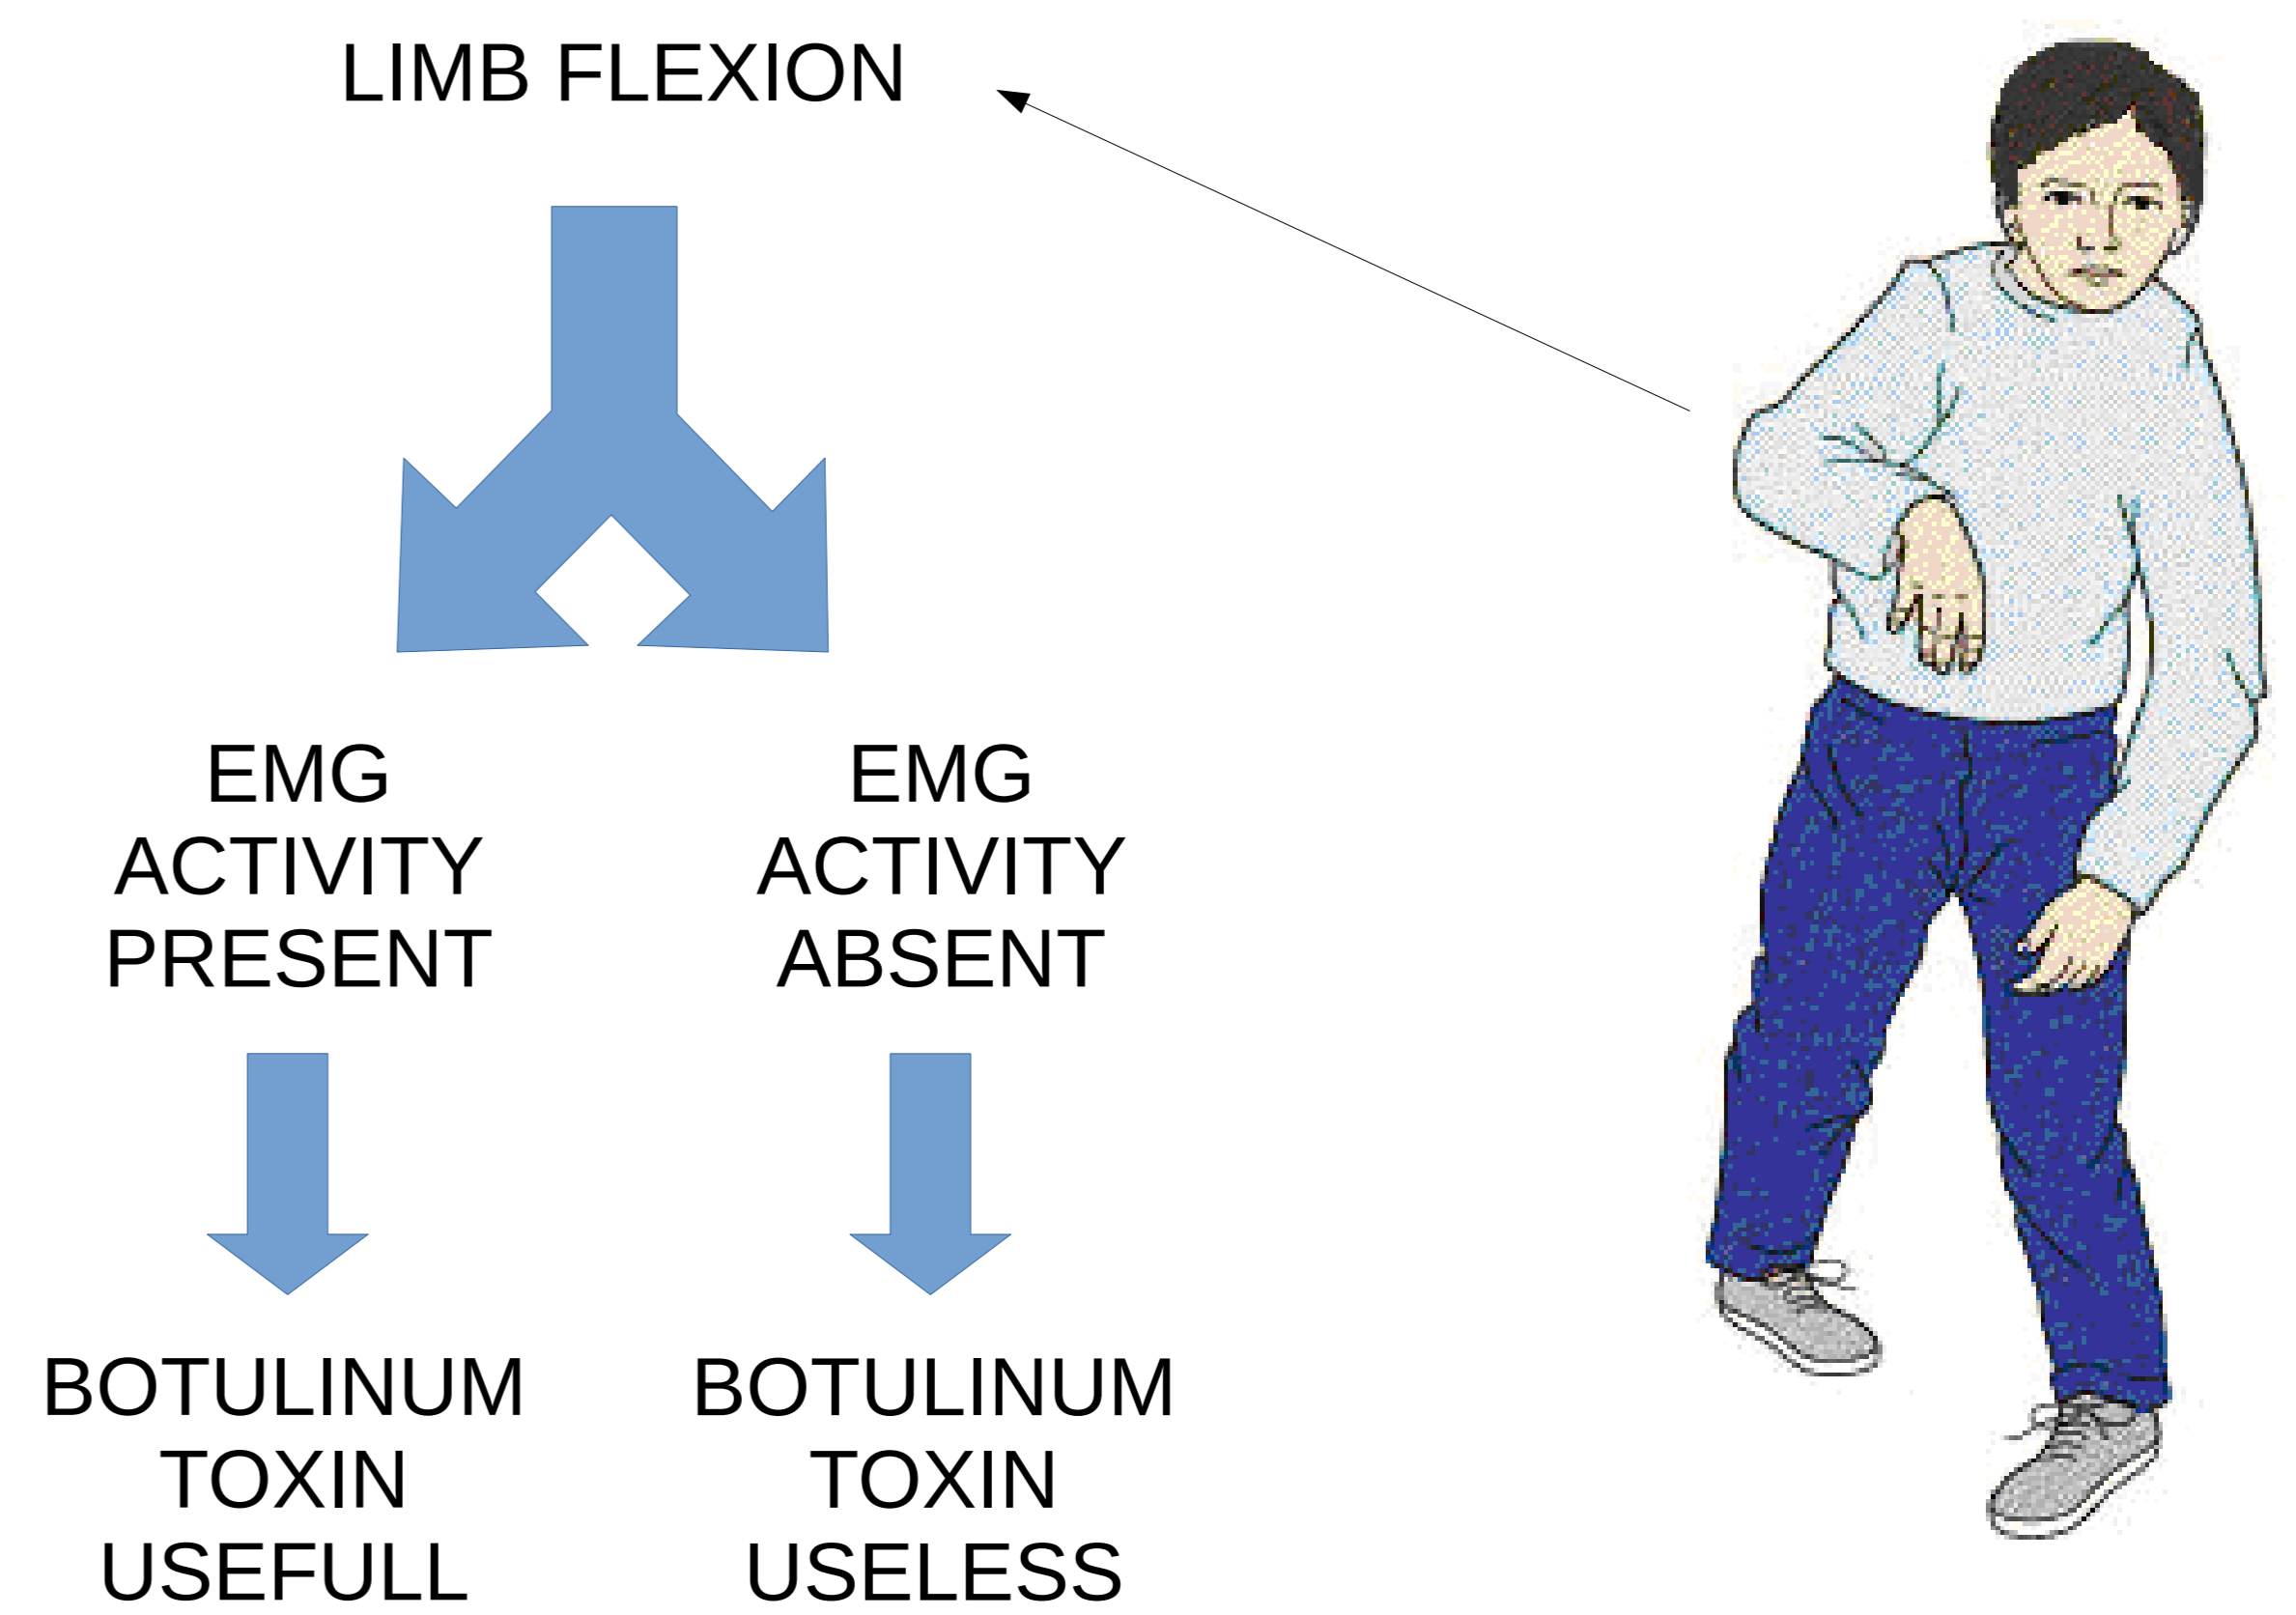 LIMB FLEXION
EMG
ACTIVITY
PRESENT
EMG
ACTIVITY
ABSENT
BOTULINUM
TOXIN
USEFULL
BOTULINUM
TOXIN
USELESS